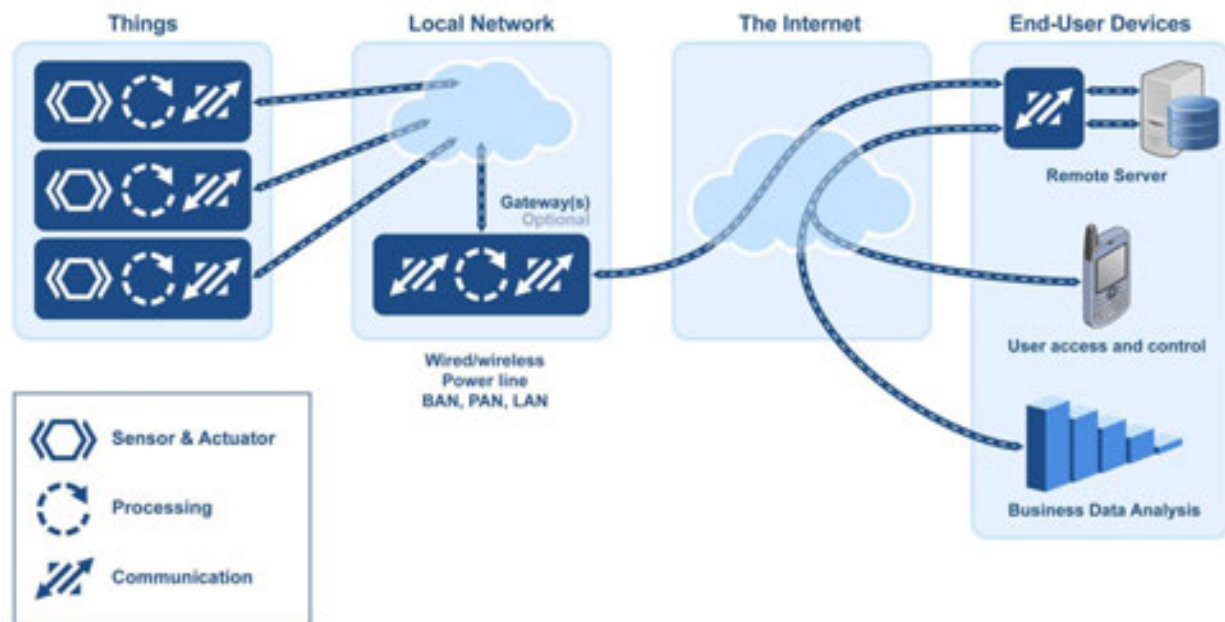 Things
Local Network
The Internet
End-User Devices
Gateway(s)
Optional
Remote Server
User access and control
Wired/wireless
Power line
BAN, PAN, LAN
Business Data Analysis
Sensor & Actuator
Processing
Communication